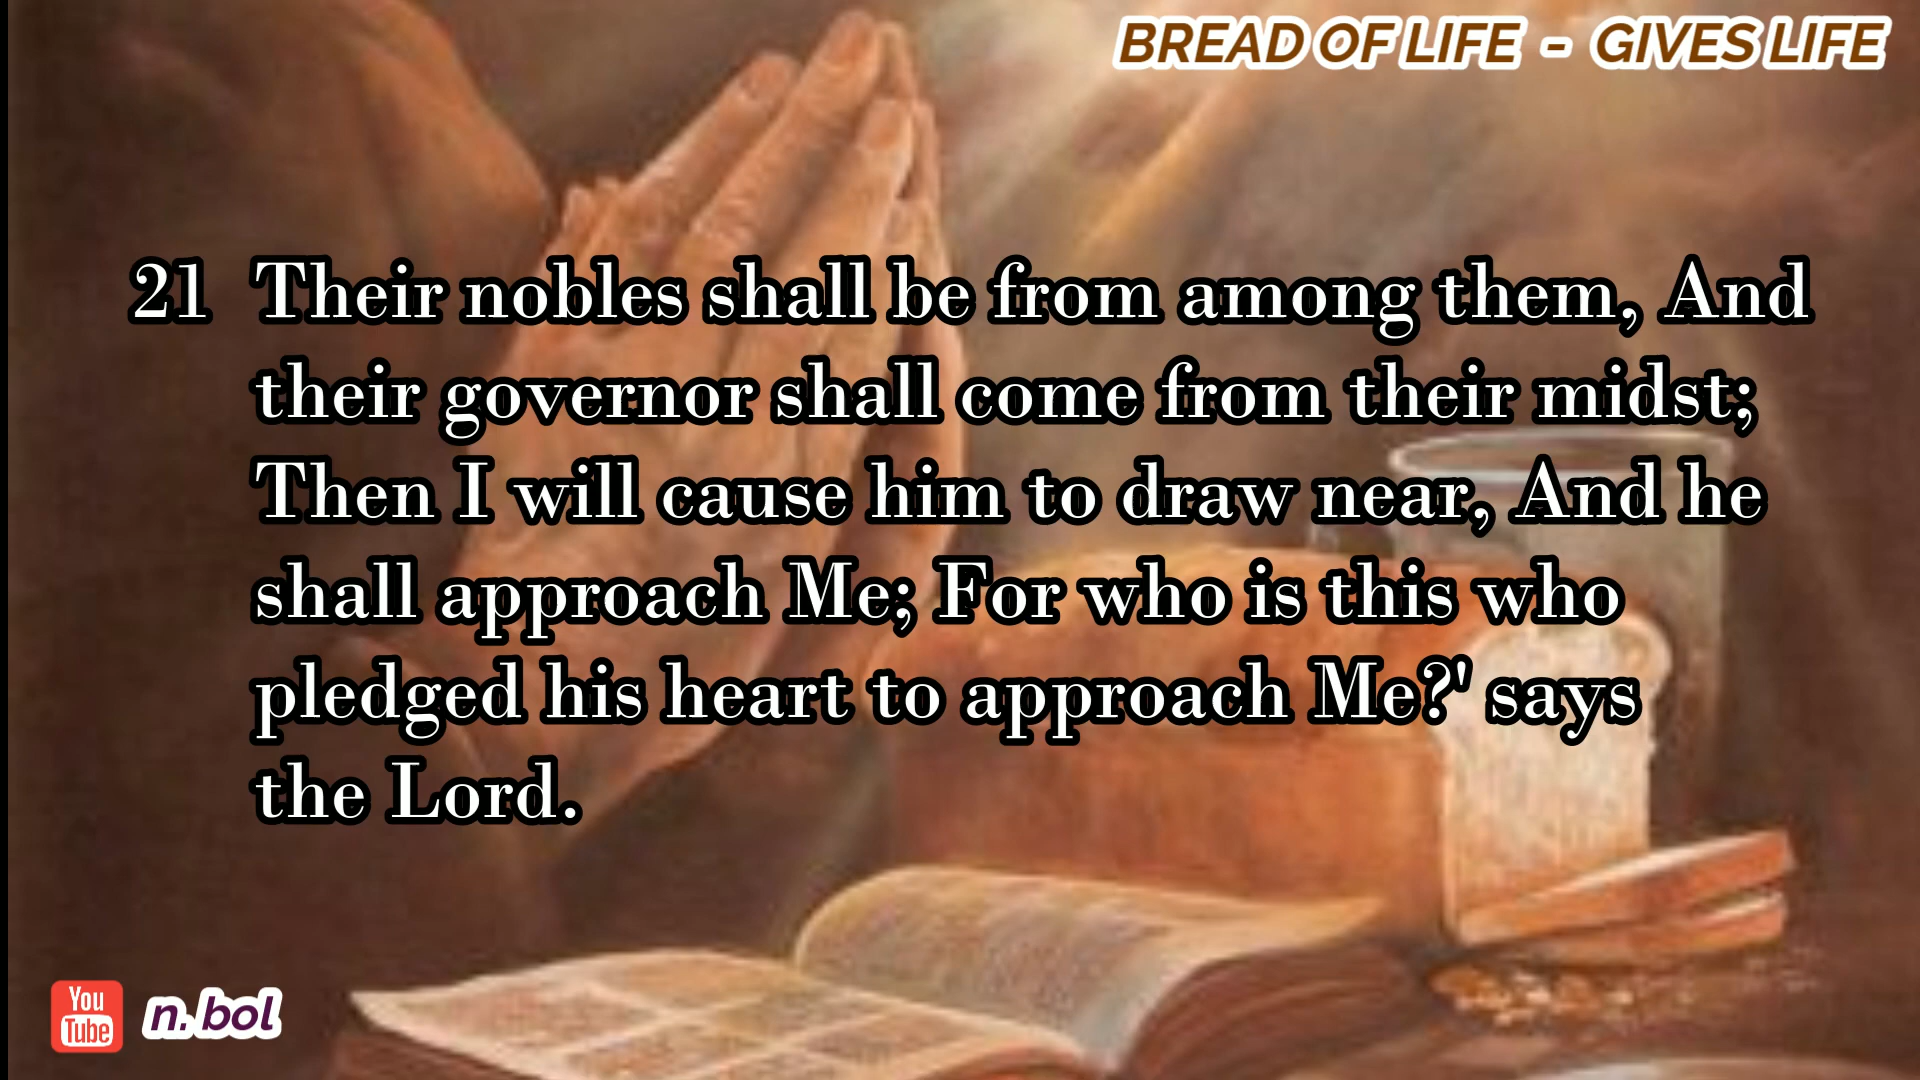 BREAD OF LIFE - GIVES LIFE
21 Their nobles shall be from among them, And
their governor shall come from their midst;
Then I will cause him to draw near, And he
shall approach Me; For who is this who
pledged his heart to approach Me?' says
the Lord.
You
Tube
n. bol